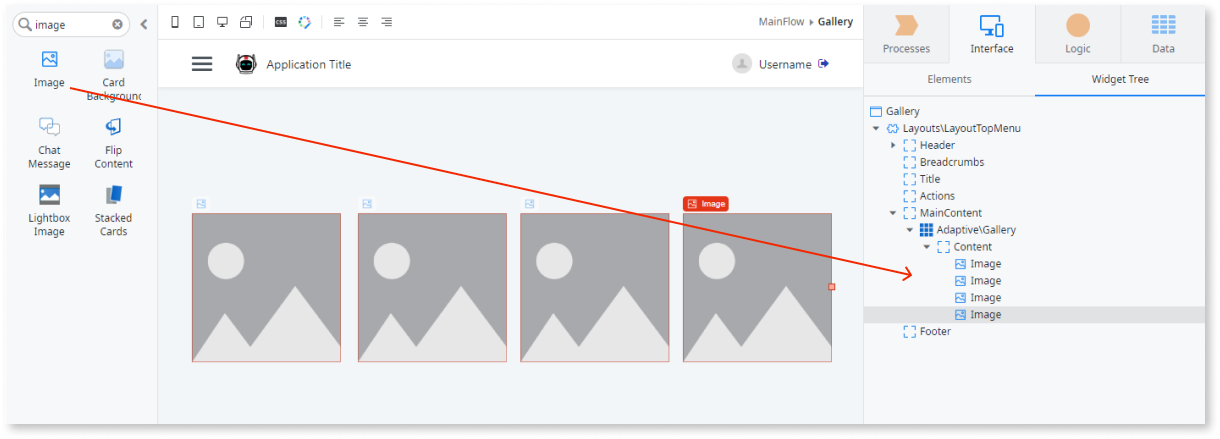 image
Image
Card
Background
Chat
Message
Flip
Content
Lightbox
Image
Stacked
Cards
CSS
MainFlow
Gallery
Application Title
Username
Image
Processes
Interface
Logic
Data
Elements
Widget Tree
Gallery
Layouts\LayoutTopMenu
Header
Breadcrumbs
Title
Actions
MainContent
Adaptive\Gallery
Content
Image
Image
Image
Image
Footer